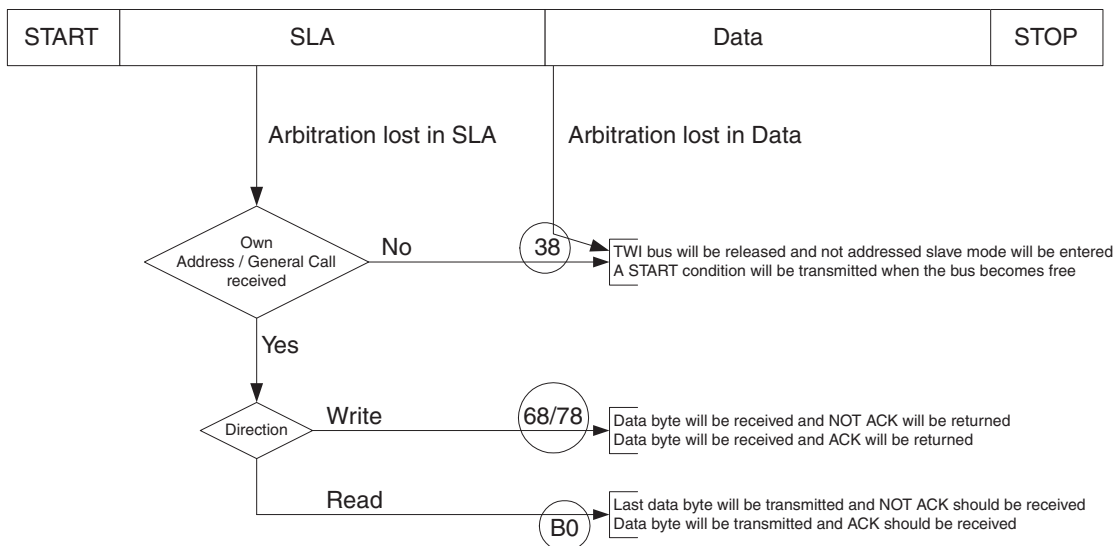 START SLA Data STOP
Arbitration lost in SLA Arbitration lost in Data
Own
Address / General Call
received
No
38
TWI bus will be released and not addressed slave mode will be entered
A START condition will be transmitted when the bus becomes free
Yes
Direction
Write
68/78
Data byte will be received and NOT ACK will be returned
Data byte will be received and ACK will be returned
Read
B0
Last data byte will be transmitted and NOT ACK should be received
Data byte will be transmitted and ACK should be received